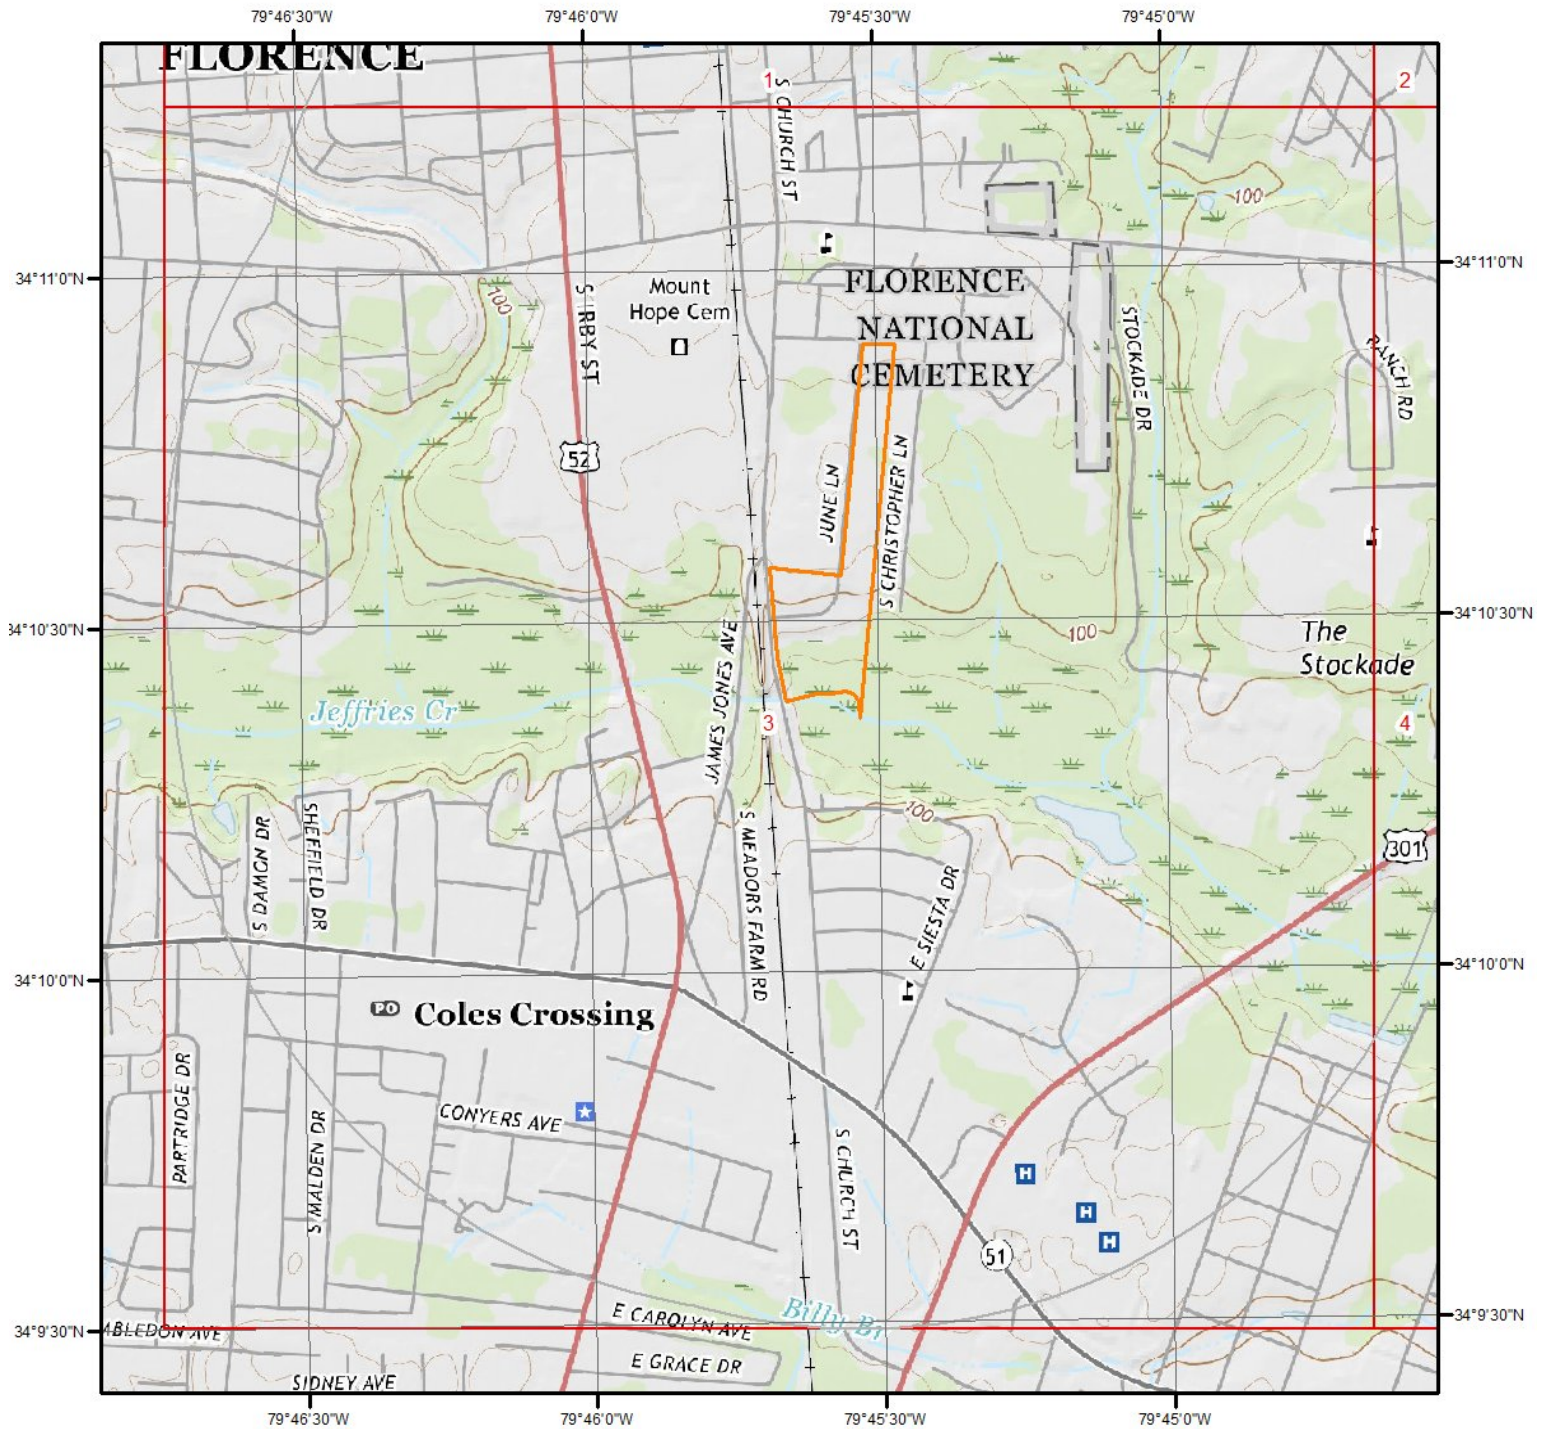 79°46'30"W
79°46'0"W
79°45'30"W
79°45'0"W
FLORENCE
1
2
S CHURCH ST
100
34°11'0"N
34°11'0"N
100
Mount
Hope Cem
FLORENCE
NATIONAL
CEMETERY
S IRBY ST
STOCKADE DR
RANCH RD
52
JUNE LN
S CHRISTOPHER LN
34°10'30"N
34°10'30"N
100
The
Stockade
JAMES JONES AVE
Jeffries Cr
3
4
100
S DAMON DR
SHEFFIELD DR
S MEADORS FARM RD
E SIESTA DR
301
34°10'0"N
34°10'0"N
PO
Coles Crossing
PARTRIDGE DR
S MALDEN DR
CONYERS AVE
S CHURCH ST
H
H
H
51
E CAROLYN AVE
Billy Br
34°9'30"N
34°9'30"N
ABLEDON AVE
E GRACE DR
SIDNEY AVE
79°46'30"W
79°46'0"W
79°45'30"W
79°45'0"W